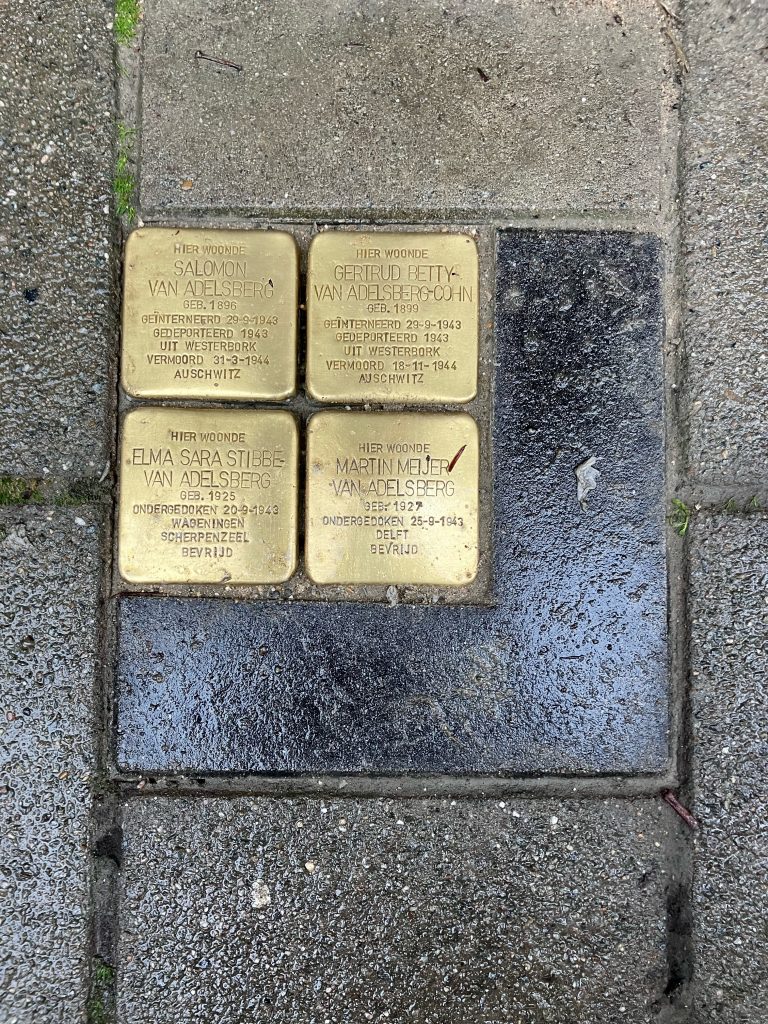 HIER WOONDE
SALOMON
VAN ADELSBERG
GEB. 1896
GEÏNTERNEERD 29-9-1943
GEDEPORTEERD 1943
UIT WESTERBORK
VERMOORD 31-3-1944
AUSCHWITZ
HIER WOONDE
GERTRUD BETTY
VAN ADELSBERG-COHN
GEB. 1899
GEÏNTERNEERD 29-9-1943
GEDEPORTEERD 1943
UIT WESTERBORK
VERMOORD 18-11-1944
AUSCHWITZ
HIER WOONDE
ELMA SARA STIBBE-
VAN ADELSBERG
GEB. 1925
ONDERGEDOKEN 20-9-1943
WAGENINGEN
SCHERPENZEEL
BEVRIJD
HIER WOONDE
MARTIN MEIJER
VAN ADELSBERG
GEB. 1927
ONDERGEDOKEN 25-9-1943
DELFT
BEVRIJD